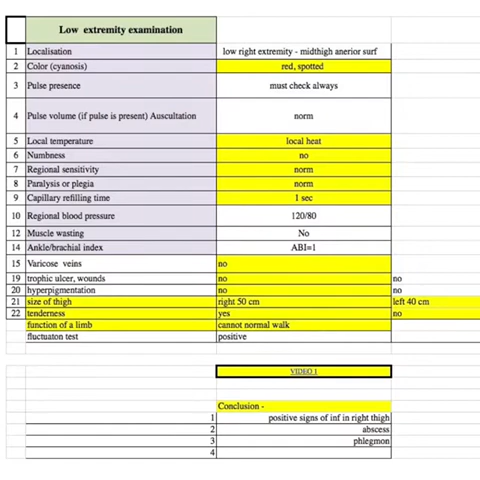 Low extremity examination
1 Localisation low right extremity - midthigh anerior surf
2 Color (cyanosis) red, spotted
3 Pulse presence must check always
4 Pulse volume (if pulse is present) Auscultation norm
5 Local temperature local heat
6 Numbness no
7 Regional sensitivity norm
8 Paralysis or plegia norm
9 Capillary refilling time 1 sec
10 Regional blood pressure 120/80
12 Muscle wasting No
14 Ankle/brachial index ABI=1
15 Varicose veins no
19 trophic ulcer, wounds no no
20 hyperpigmentation no no
21 size of thigh right 50 cm left 40 cm
22 tenderness yes no
function of a limb cannot normal walk
fluctuaton test positive
VIDEO 1
Conclusion -
1 positive signs of inf in right thigh
2 abscess
3 phlegmon
4